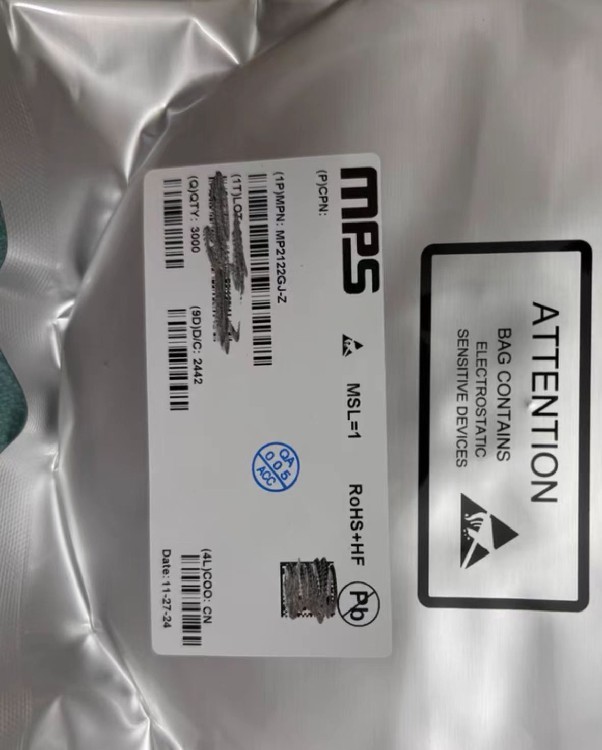 MPS
MSL=1
RoHS+HF
Pb
(P)CPN:
(1P)MPN: MP2122GJ-Z
(1T)LOT
(Q)QTY: 3000
(9D)D/C: 2442
QA
005
ACC
(4L)COO: CN
Date:11-27-24
ATTENTION
BAG CONTAINS
ELECTROSTATIC
SENSITIVE DEVICES